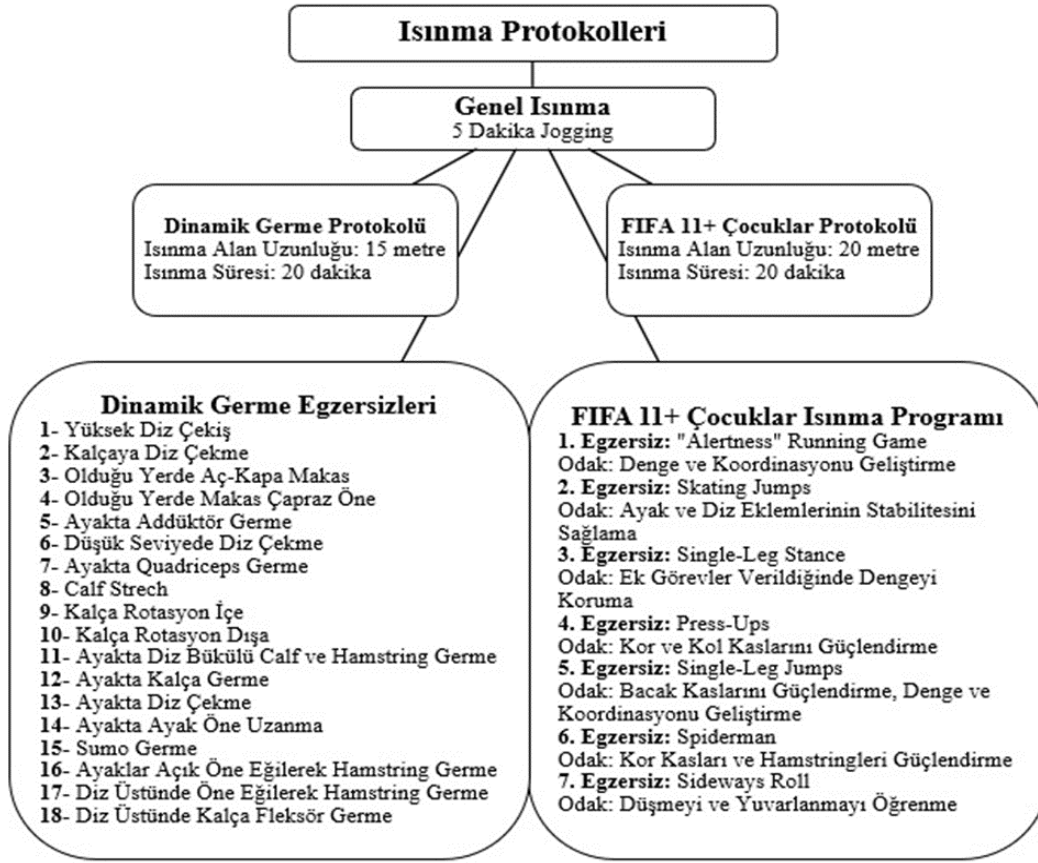 Isınma Protokolleri
Genel Isınma
5 Dakika Jogging
Dinamik Germe Protokolü
Isınma Alan Uzunluğu: 15 metre
Isınma Süresi: 20 dakika
FIFA 11+ Çocuklar Protokolü
Isınma Alan Uzunluğu: 20 metre
Isınma Süresi: 20 dakika
Dinamik Germe Egzersizleri
1- Yüksek Diz Çekiş
2- Kalçaya Diz Çekme
3- Olduğu Yerde Aç-Kapa Makas
4- Olduğu Yerde Makas Çapraz Öne
5- Ayakta Addüktör Germe
6- Düşük Seviyede Diz Çekme
7- Ayakta Quadriceps Germe
8- Calf Strech
9- Kalça Rotasyon İçe
10- Kalça Rotasyon Dışa
11- Ayakta Diz Bükülü Calf ve Hamstring Germe
12- Ayakta Kalça Germe
13- Ayakta Diz Çekme
14- Ayakta Ayak Öne Uzanma
15- Sumo Germe
16- Ayaklar Açık Öne Eğilerek Hamstring Germe
17- Diz Üstünde Öne Eğilerek Hamstring Germe
18- Diz Üstünde Kalça Fleksör Germe
FIFA 11+ Çocuklar Isınma Programı
1. Egzersiz: "Alertness" Running Game
Odak: Denge ve Koordinasyonu Geliştirme
2. Egzersiz: Skating Jumps
Odak: Ayak ve Diz Eklemlerinin Stabilitesini
Sağlama
3. Egzersiz: Single-Leg Stance
Odak: Ek Görevler Verildiğinde Dengeyi
Koruma
4. Egzersiz: Press-Ups
Odak: Kor ve Kol Kaslarını Güçlendirme
5. Egzersiz: Single-Leg Jumps
Odak: Bacak Kaslarını Güçlendirme, Denge ve
Koordinasyonu Geliştirme
6. Egzersiz: Spiderman
Odak: Kor Kasları ve Hamstringleri Güçlendirme
7. Egzersiz: Sideways Roll
Odak: Düşmeyi ve Yuvarlanmayı Öğrenme